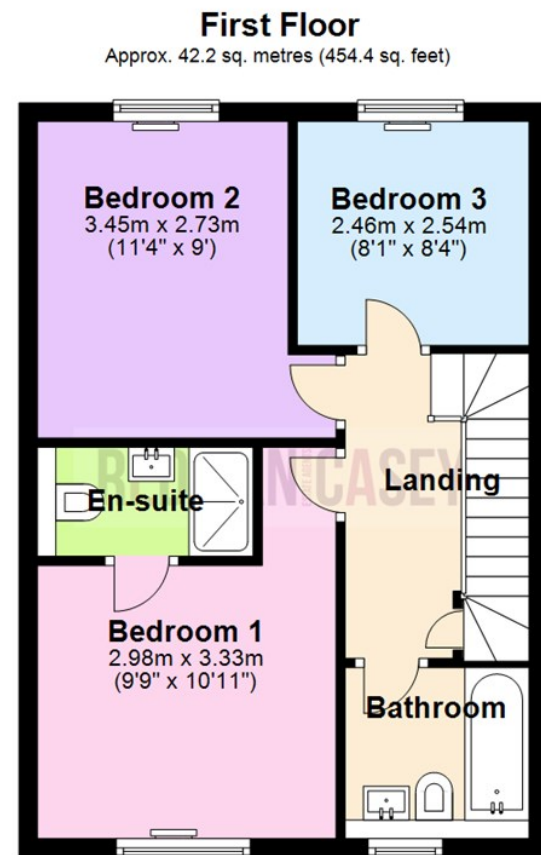 First Floor
Approx. 42.2 sq. metres (454.4 sq. feet)
Bedroom 2
3.45m x 2.73m
(11'4" x 9')
Bedroom 3
2.46m x 2.54m
(8'1" x 8'4")
Landing
En-suite
Bedroom 1
2.98m x 3.33m
(9'9" x 10'11")
Bathroom